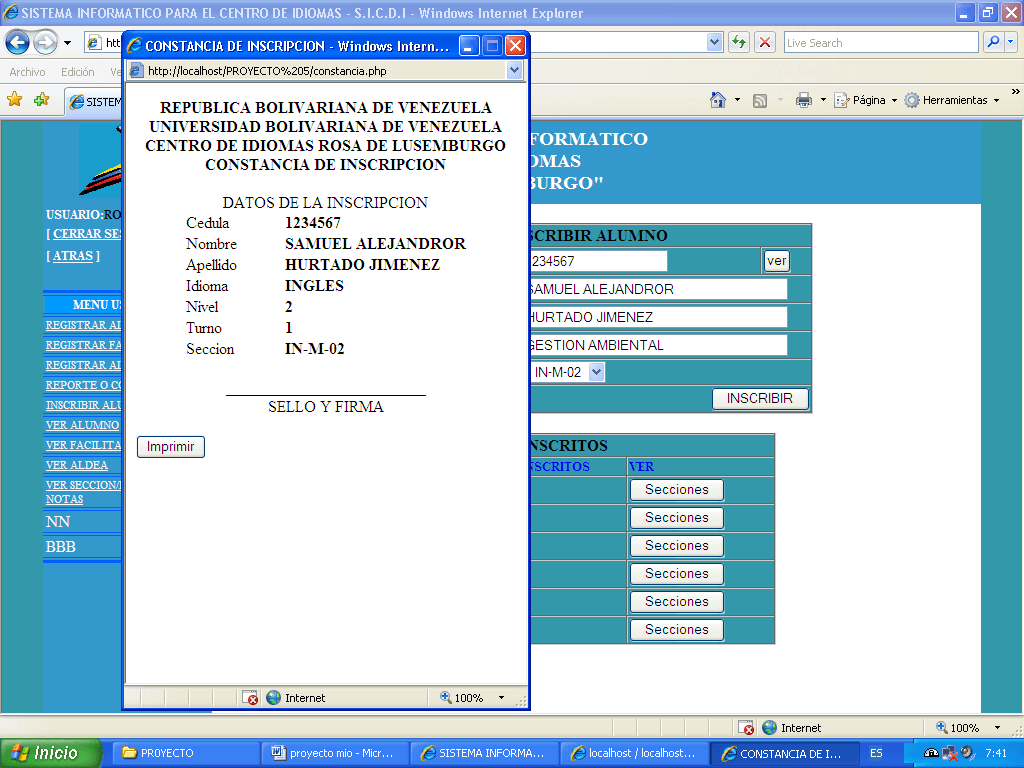 SISTEMA INFORMATICO PARA EL CENTRO DE IDIOMAS - S.I.C.D.I - Windows Internet Explorer
Live Search
Archivo Edición
Página Herramientas
CONSTANCIA DE INSCRIPCION - Windows Intern...
http://localhost/PROYECTO%205/constancia.php
REPUBLICA BOLIVARIANA DE VENEZUELA
UNIVERSIDAD BOLIVARIANA DE VENEZUELA
CENTRO DE IDIOMAS ROSA DE LUSEMBURGO
CONSTANCIA DE INSCRIPCION
DATOS DE LA INSCRIPCION
Cedula 1234567
Nombre SAMUEL ALEJANDROR
Apellido HURTADO JIMENEZ
Idioma INGLES
Nivel 2
Turno 1
Seccion IN-M-02
SELLO Y FIRMA
Imprimir
Internet 100%
USUARIO:RO
[ CERRAR SE
[ ATRAS ]
MENU U
REGISTRAR AL
REGISTRAR FA
REGISTRAR AL
REPORTE O CO
INSCRIBIR ALU
VER ALUMNO
VER FACILITA
VER ALDEA
VER SECCION/
NOTAS
NN
BBB
NFORMATICO
OMAS
BURGO"
SCRIBIR ALUMNO
234567 ver
SAMUEL ALEJANDROR
HURTADO JIMENEZ
GESTION AMBIENTAL
IN-M-02
INSCRIBIR
NSCRITOS
NSCRITOS VER
Secciones
Secciones
Secciones
Secciones
Secciones
Secciones
Internet 100%
Inicio PROYECTO proyecto mio - Micr... SISTEMA INFORMA... localhost / localhost... CONSTANCIA DE I... ES 7:41